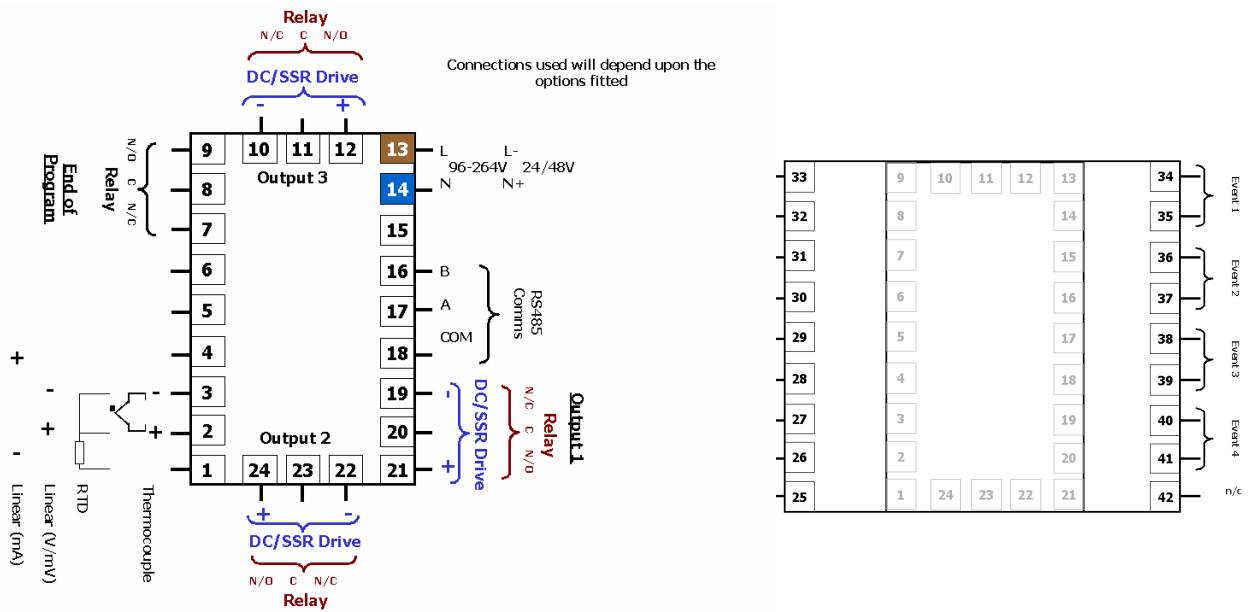 Relay
N/C C N/O
DC/SSR Drive
- +
Connections used will depend upon the
options fitted
9 10 11 12 13
Output 3
L L-
96-264V 24/48V
N N+
8 14
7 15
N/O C N/C
Relay
End of
Program
6 16 B
5 17 A
4 18 COM
RS485
Comms
3 19
2 20
1 24 23 22 21
Output 2
- +
DC/SSR Drive
N/C C N/O
Relay
Output 1
+ -
DC/SSR Drive
N/O C N/C
Relay
- +
Thermocouple
RTD
- +
Linear (V/mV)
+ -
Linear (mA)
33 9 10 11 12 13 34
32 8 14 35
Event 1
31 7 15 36
30 6 16 37
Event 2
29 5 17 38
28 4 18 39
Event 3
27 3 19 40
26 2 20 41
Event 4
25 1 24 23 22 21 42 n/c